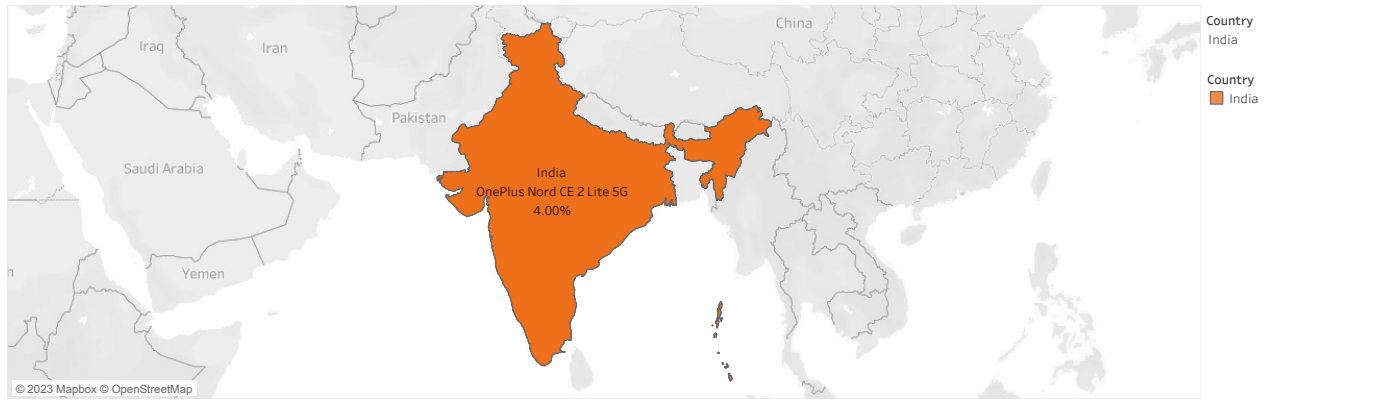 China
Iraq
Iran
Pakistan
Saudi Arabia
Yemen
n
India
OnePlus Nord CE 2 Lite 5G
4.00%
© 2023 Mapbox © OpenStreetMap
Country
India
Country
India